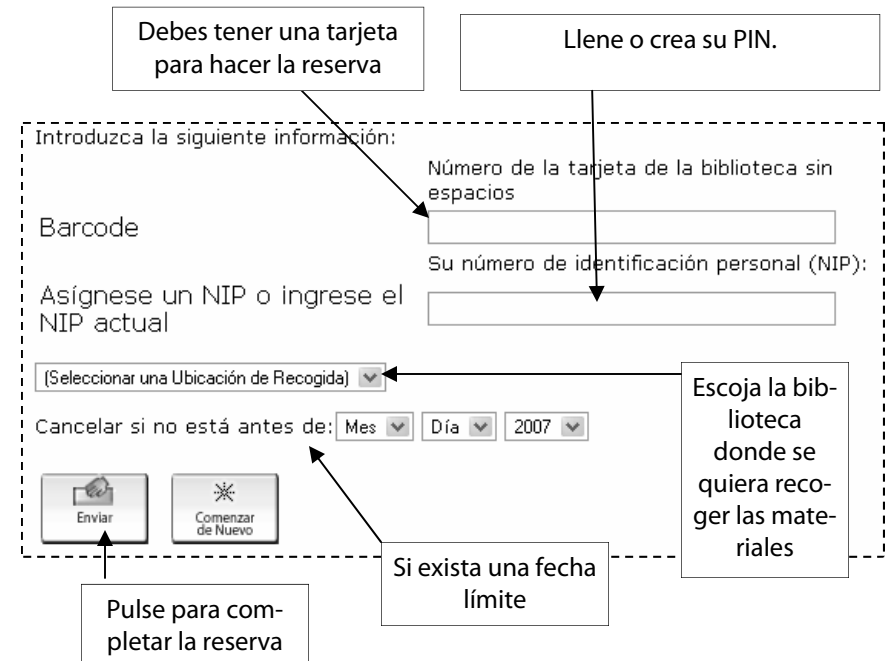 Debes tener una tarjeta
para hacer la reserva
Llene o crea su PIN.
Introduzca la siguiente información:
Número de la tarjeta de la biblioteca sin
espacios
Barcode
Su número de identificación personal (NIP):
Asígnese un NIP o ingrese el
NIP actual
(Seleccionar una Ubicación de Recogida)
Cancelar si no está antes de: Mes Día 2007
Escoja la bib-
lioteca
donde se
quiera reco-
ger las mate-
riales
Enviar
Comenzar
de Nuevo
Si exista una fecha
límite
Pulse para com-
pletar la reserva